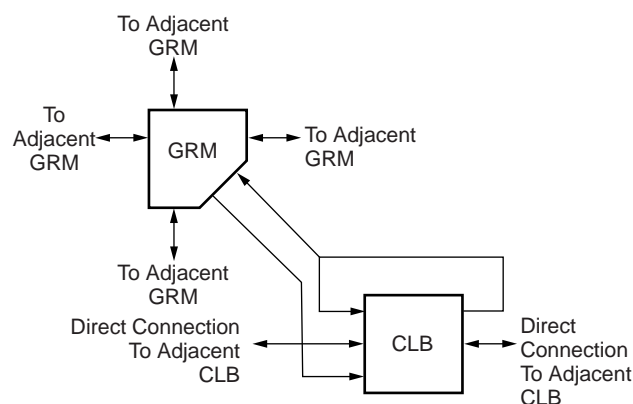 To Adjacent
GRM
To
Adjacent
GRM
GRM
To Adjacent
GRM
To Adjacent
GRM
Direct Connection
To Adjacent
CLB
CLB
Direct
Connection
To Adjacent
CLB